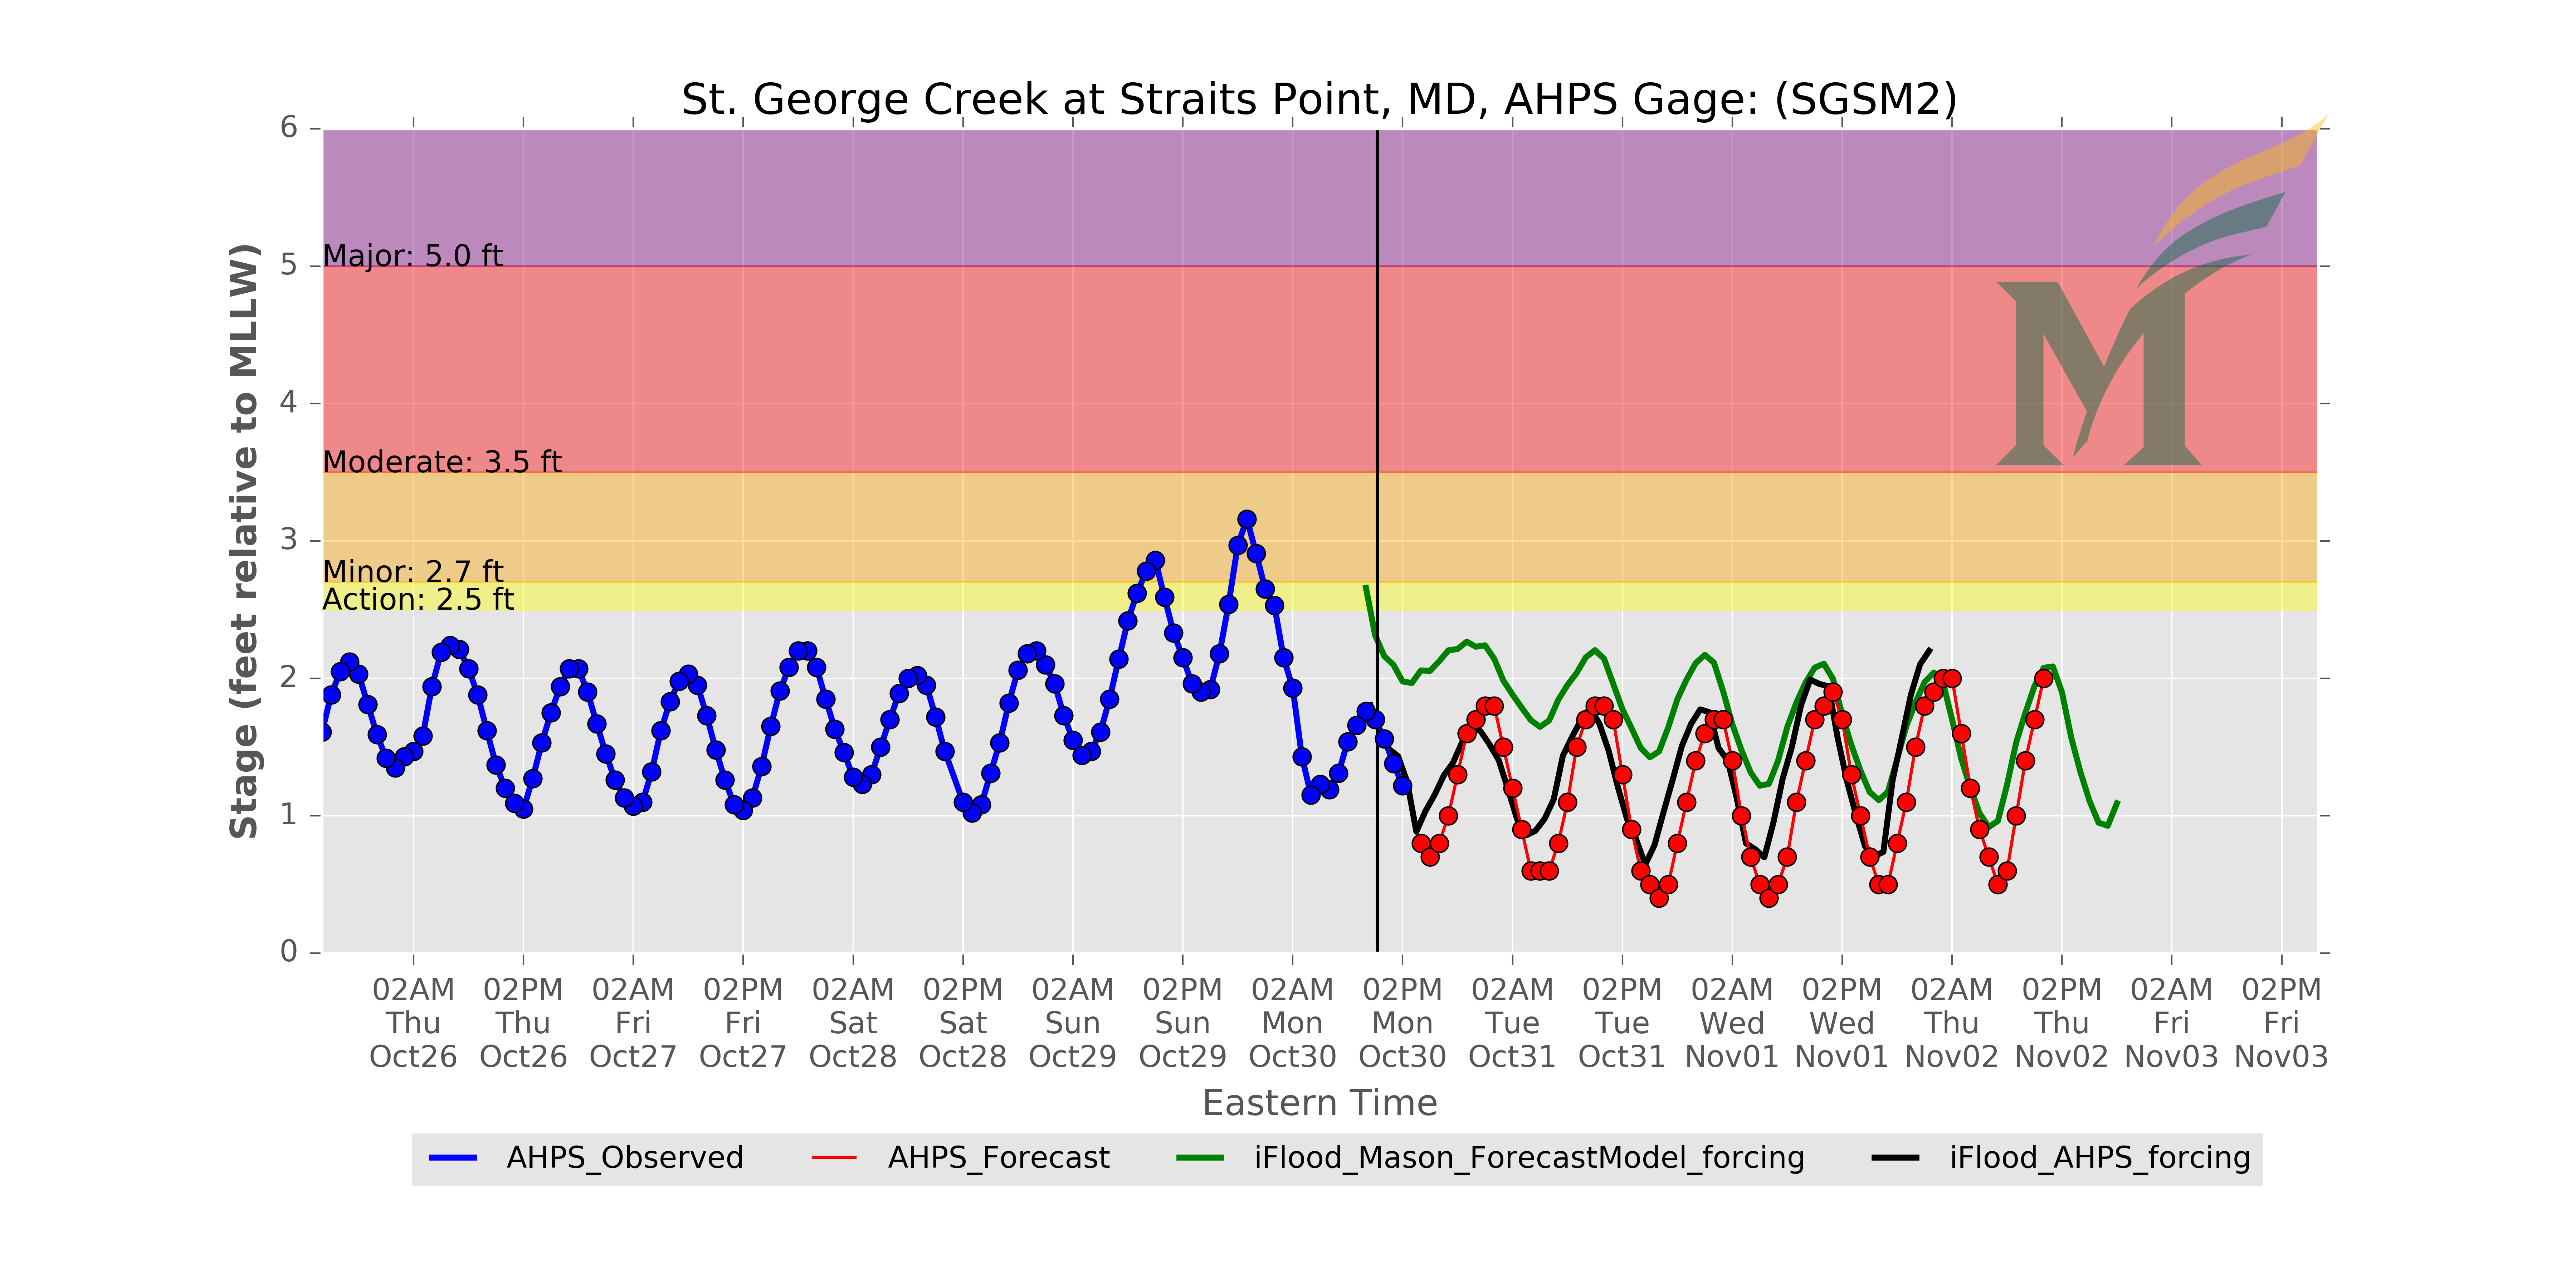 St. George Creek at Straits Point, MD, AHPS Gage: (SGSM2)
Stage (feet relative to MLLW)
6
5
4
3
2
1
0
Major: 5.0 ft
Moderate: 3.5 ft
Minor: 2.7 ft
Action: 2.5 ft
M
02AM 02PM 02AM 02PM 02AM 02PM 02AM 02PM 02AM 02PM 02AM 02PM 02AM 02PM 02AM 02PM 02AM 02PM
Thu Thu Fri Fri Sat Sat Sun Sun Mon Mon Tue Tue Wed Wed Thu Thu Fri Fri
Oct26 Oct26 Oct27 Oct27 Oct28 Oct28 Oct29 Oct29 Oct30 Oct30 Oct31 Oct31 Nov01 Nov01 Nov02 Nov02 Nov03 Nov03
Eastern Time
AHPS_Observed AHPS_Forecast iFlood_Mason_ForecastModel_forcing iFlood_AHPS_forcing